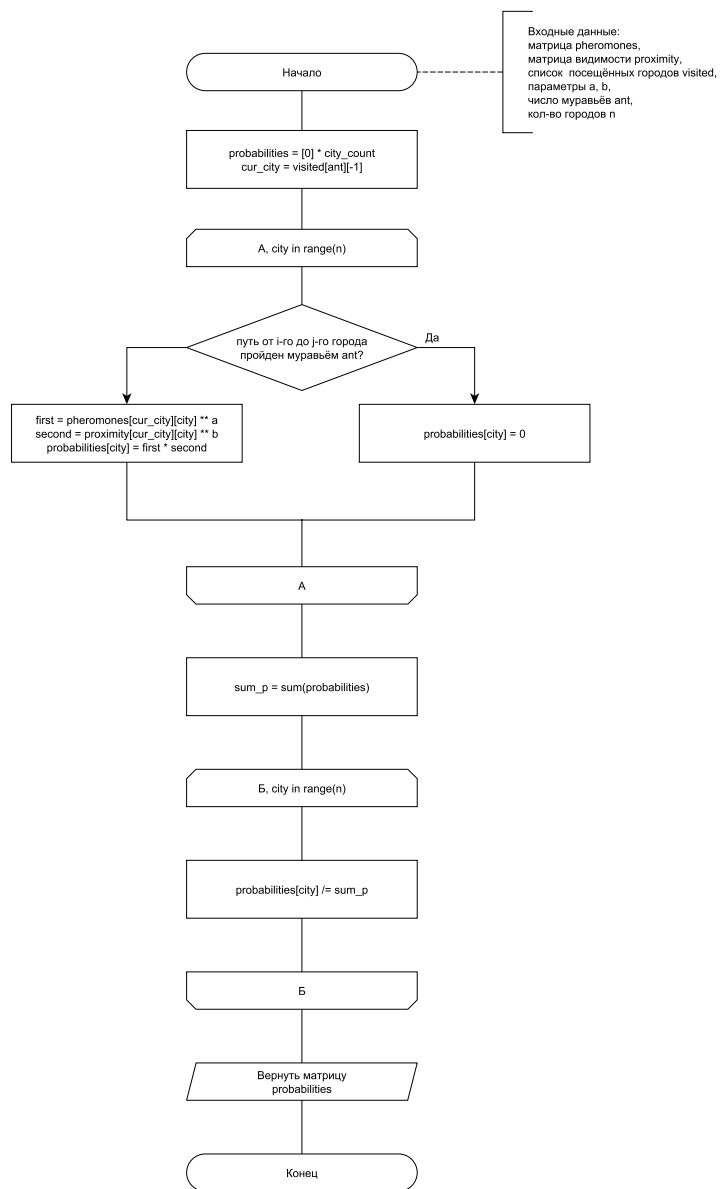 Входные данные:
матрица pheromones,
матрица видимости proximity,
список посещённых городов visited,
параметры a, b,
число муравьёв ant,
кол-во городов n
Начало
probabilities = [0] * city_count
cur_city = visited[ant][-1]
А, city in range(n)
путь от i-го до j-го города
пройден муравьём ant?
Да
first = pheromones[cur_city][city] ** a
second = proximity[cur_city][city] ** b
probabilities[city] = first * second
probabilities[city] = 0
А
sum_p = sum(probabilities)
Б, city in range(n)
probabilities[city] /= sum_p
Б
Вернуть матрицу
probabilities
Конец